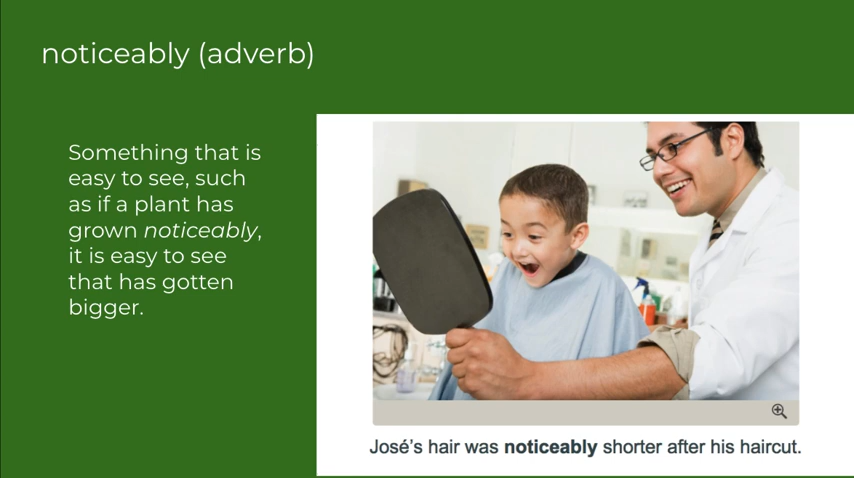 noticeably (adverb)
Something that is
easy to see, such
as if a plant has
grown noticeably,
it is easy to see
that has gotten
bigger.
José’s hair was noticeably shorter after his haircut.